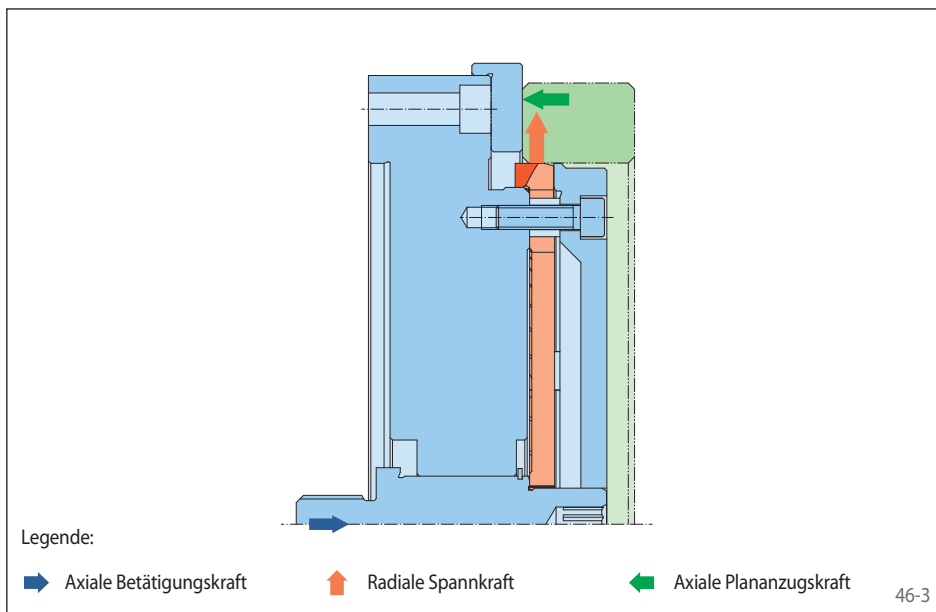 Legende:
Axiale Betätigungskraft
Radiale Spannkraft
Axiale Plananzugskraft
46-3